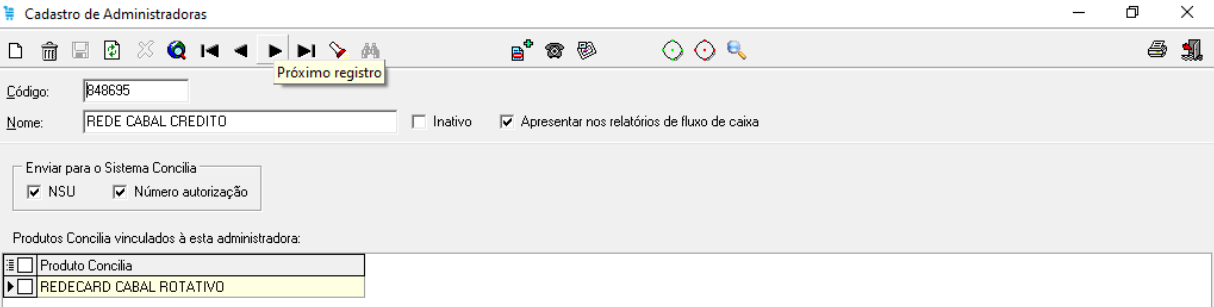 Cadastro de Administradoras
Próximo registro
Código: 848695
Nome: REDE CABAL CREDITO Inativo Apresentar nos relatórios de fluxo de caixa
Enviar para o Sistema Concilia
NSU Número autorização
Produtos Concilia vinculados à esta administradora:
Produto Concilia
REDECARD CABAL ROTATIVO